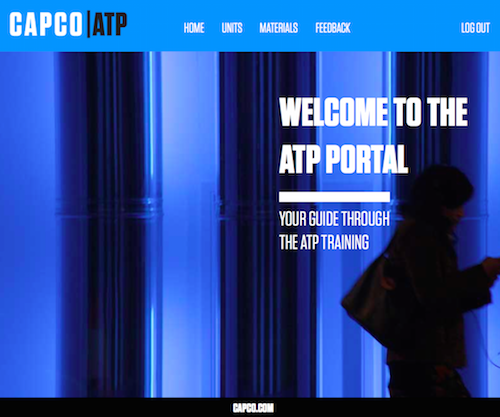 CAPCO|ATP
HOME UNITS MATERIALS FEEDBACK LOG OUT
WELCOME TO THE
ATP PORTAL
YOUR GUIDE THROUGH
THE ATP TRAINING
CAPCO.COM